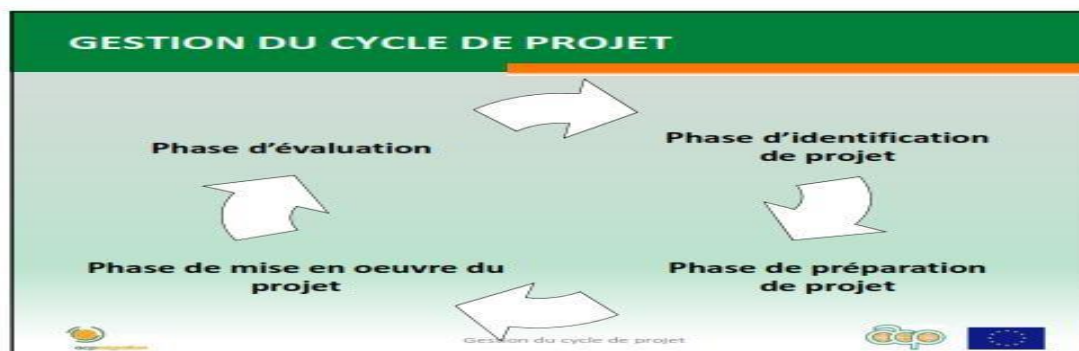 GESTION DU CYCLE DE PROJET
Phase d'évaluation
Phase d'identification
de projet
Phase de mise en oeuvre du
projet
Phase de préparation
de projet
Gestion du cycle de projet